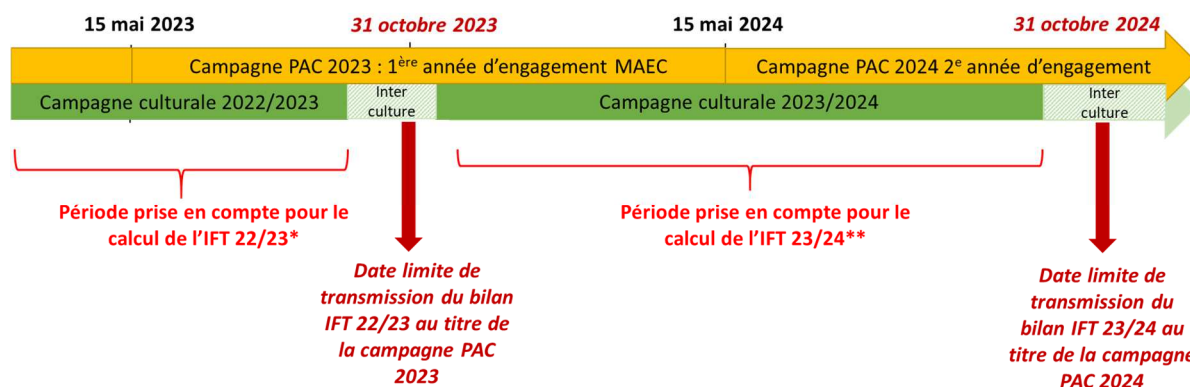 15 mai 2023
31 octobre 2023
15 mai 2024
31 octobre 2024
Campagne PAC 2023 : 1ère année d'engagement MAEC
Campagne PAC 2024 2e année d'engagement
Campagne culturale 2022/2023
Inter
culture
Campagne culturale 2023/2024
Inter
culture
Période prise en compte pour le
calcul de l'IFT 22/23*
Période prise en compte pour le
calcul de l'IFT 23/24**
Date limite de
transmission du bilan
IFT 22/23 au titre de
la campagne PAC
2023
Date limite de
transmission du
bilan IFT 23/24 au
titre de la campagne
PAC 2024